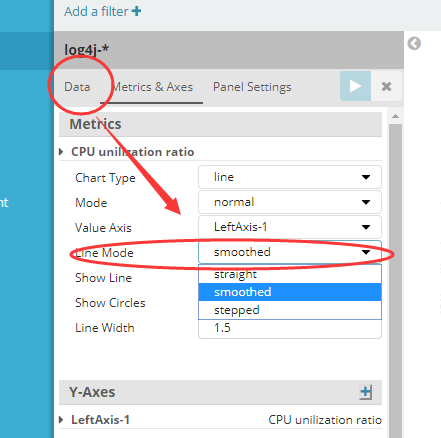 Add a filter +
log4j-*
Data Metrics & Axes Panel Settings
Metrics
CPU unilization ratio
Chart Type line
Mode normal
Value Axis LeftAxis-1
Line Mode smoothed
straight
Show Line smoothed
Show Circles stepped
Line Width 1.5
Y-Axes
LeftAxis-1 CPU unilization ratio